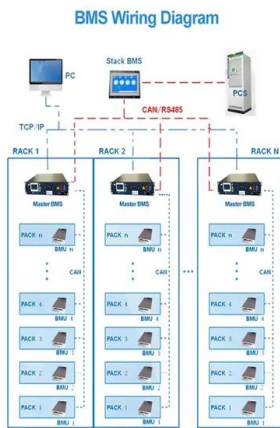 BMS Wiring Diagram
PC
Stack BMS
PCS
CAN/RS485
TCP/IP
RACK 1
RACK 2
RACK N
Master BMS
Master BMS
Master BMS
PACK n
BMU n
PACK n
BMU n
PACK n
BMU n
CAN
CAN
CAN
PACK 4
BMU 4
PACK 4
BMU 4
PACK 4
BMU 4
PACK 3
BMU 3
PACK 3
BMU 3
PACK 3
BMU 3
PACK 2
BMU 2
PACK 2
BMU 2
PACK 2
BMU 2
PACK 1
BMU 1
PACK 1
BMU 1
PACK 1
BMU 1